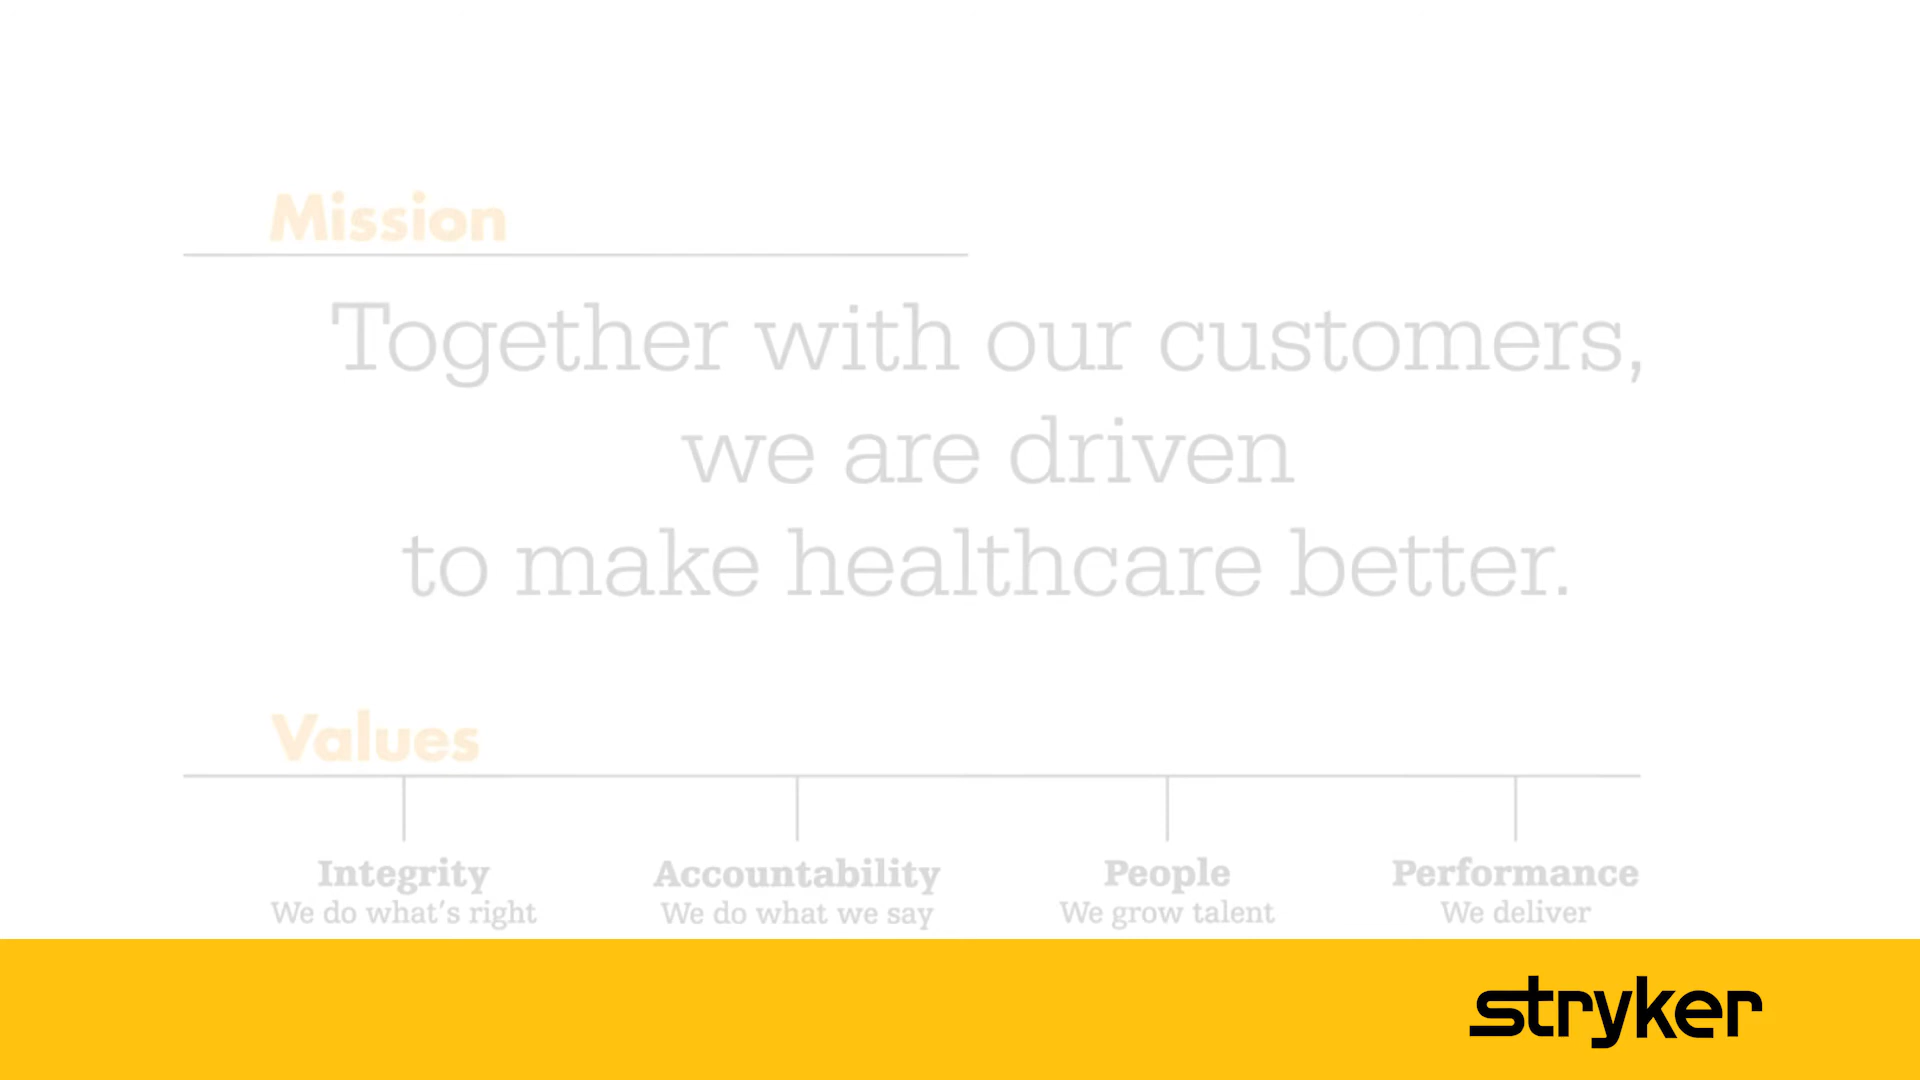 Mission
Together with our customers,
we are driven
to make healthcare better.
Values
Integrity
We do what's right
Accountability
We do what we say
People
We grow talent
Performance
We deliver
stryker